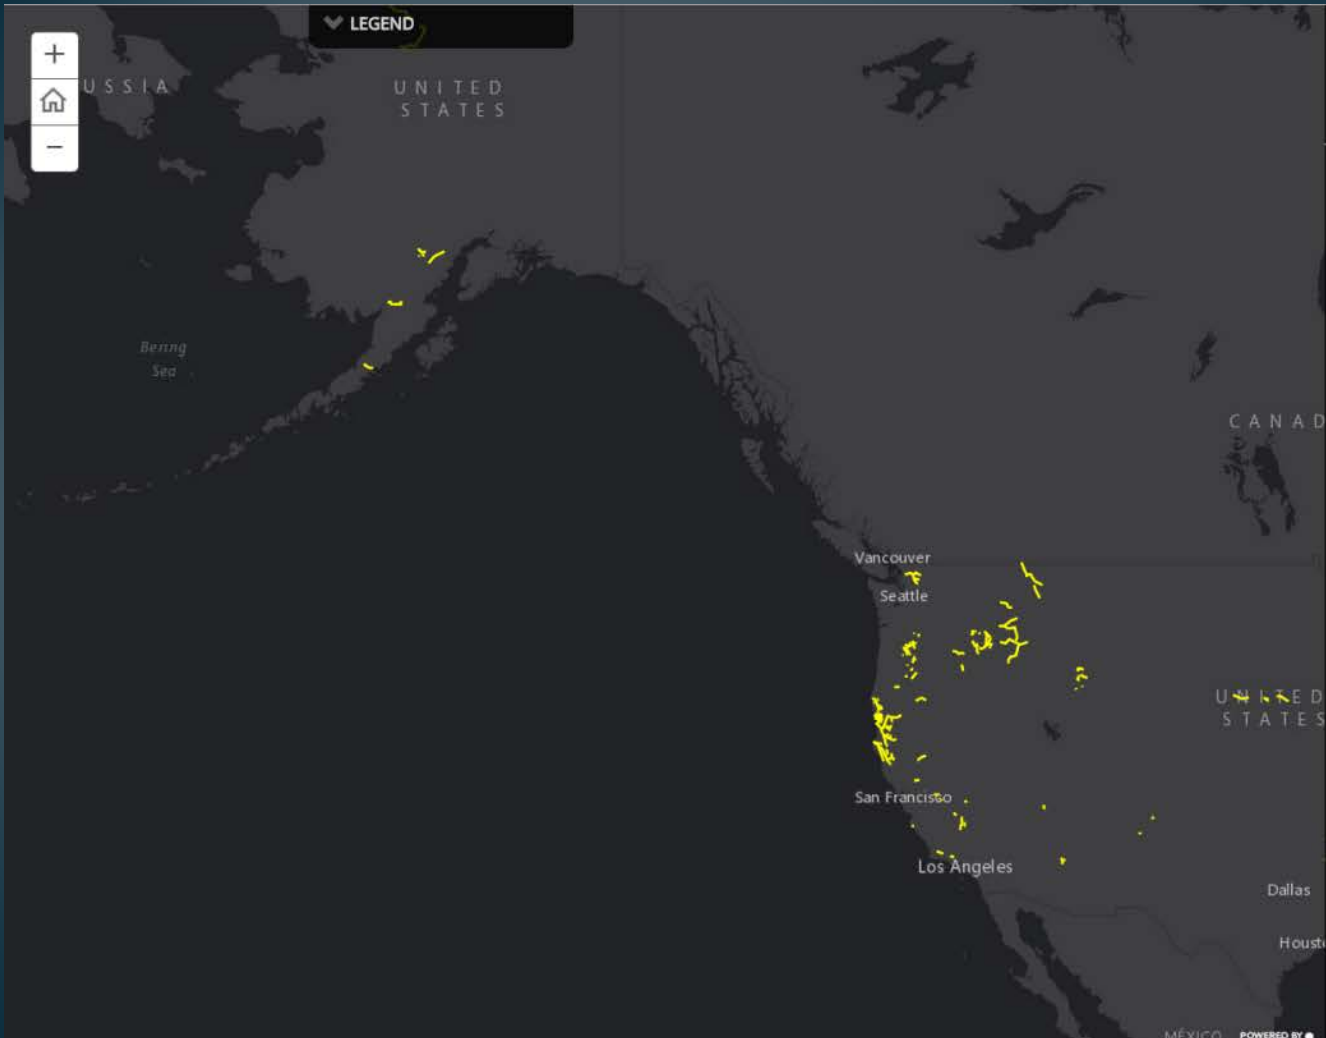 LEGEND
+
USSIA
UNITED
STATES
−
Bering
Sea
CANAD
Vancouver
Seattle
UNITED
STATES
San Francisco
Los Angeles
Dallas
Houst
MÉXICO
POWERED BY